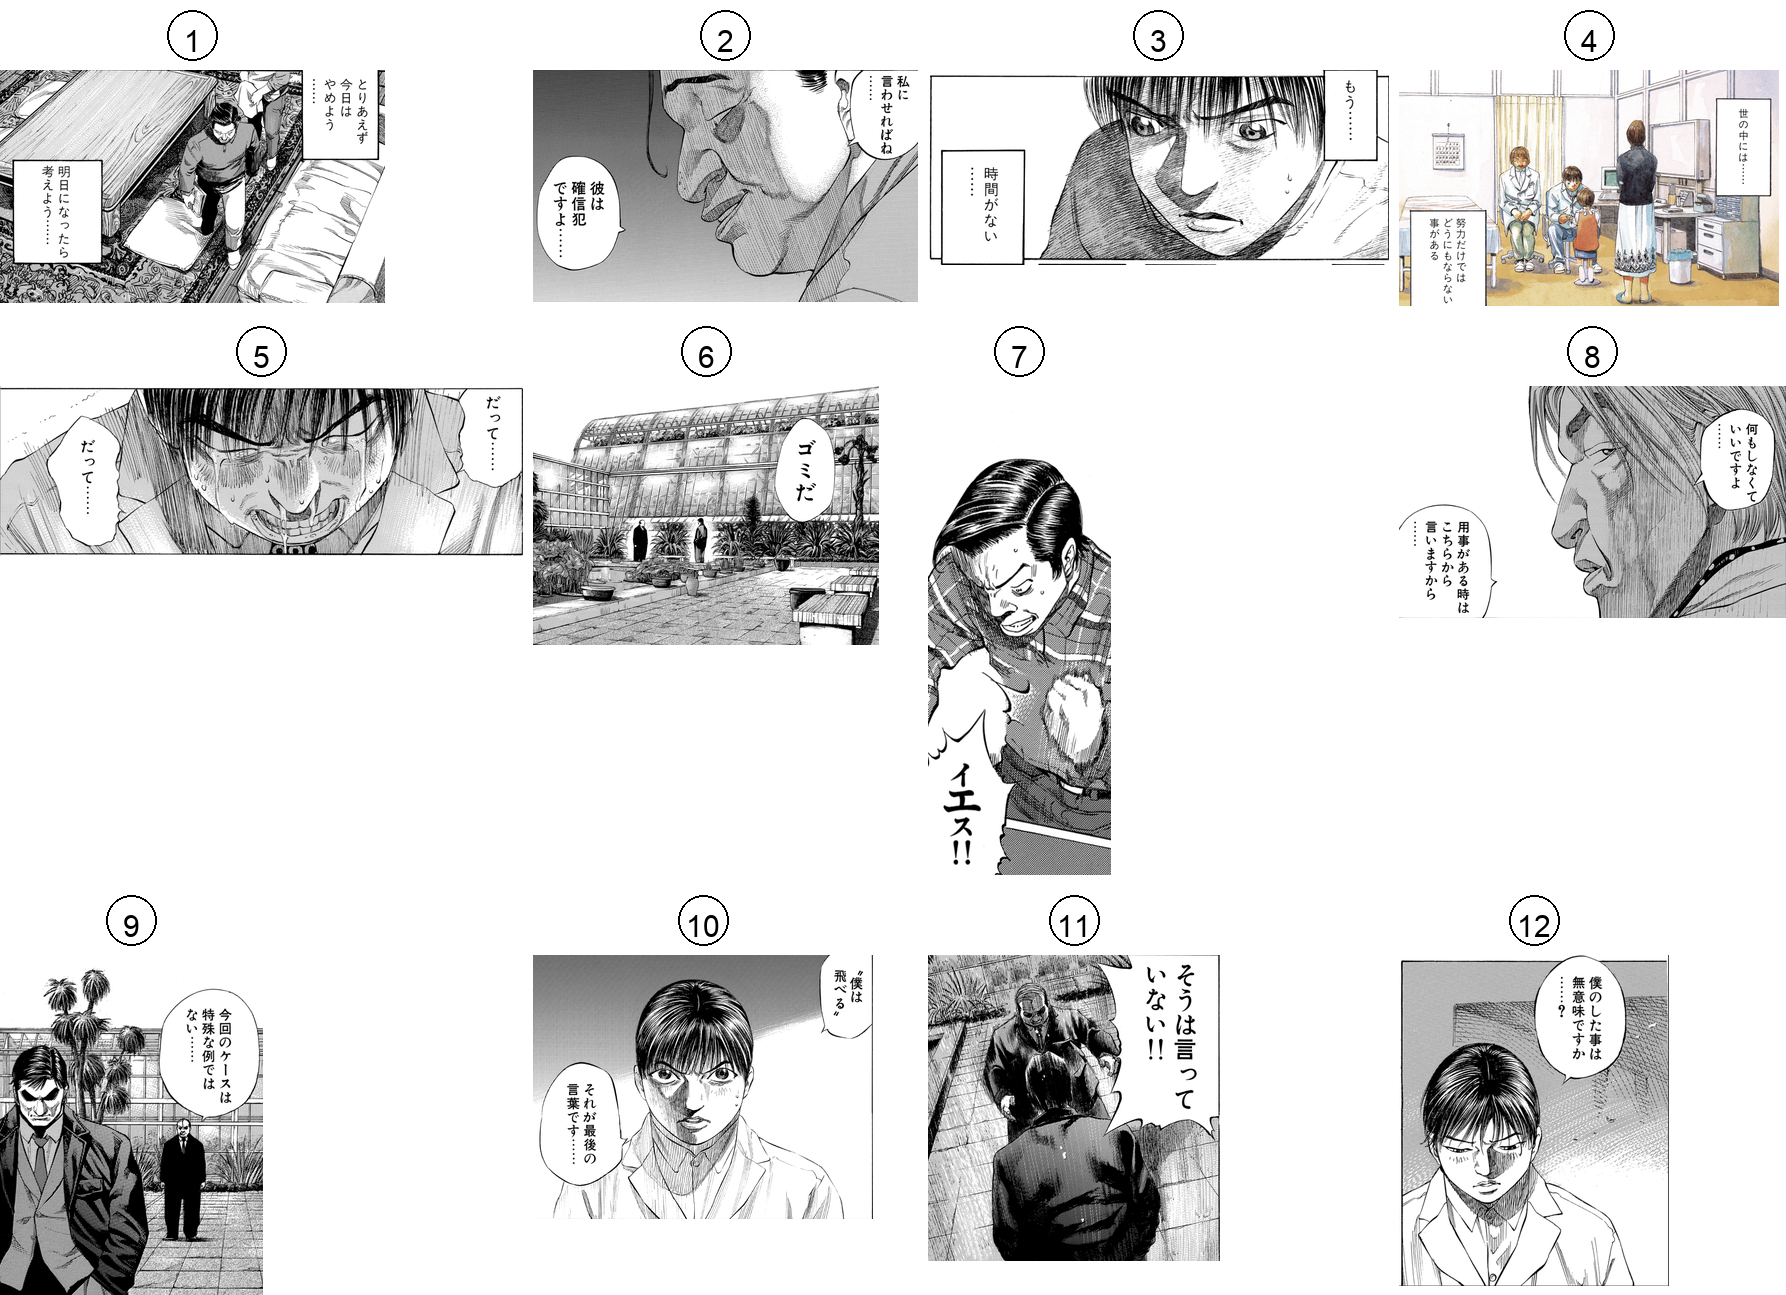 1
とりあえず
今日は
やめよう
……
明日になったら
考えよう……
2
私に
言わせればね
……
彼は
確信犯
ですよ……
3
もう……
時間がない
……
4
世の中には……
努力だけでは
どうにもならない
事がある
5
だって……
だって……
6
ゴミだ
7
イエス!!
8
何もしなくて
いいですよ
……
用事がある時は
こちらから
言いますから
……
9
今回のケースは
特殊な例では
ない……
10
“僕は
飛べる”
それが最後の
言葉です……
11
そうは言って
いない!!
12
僕のした事は
無意味ですか
……?